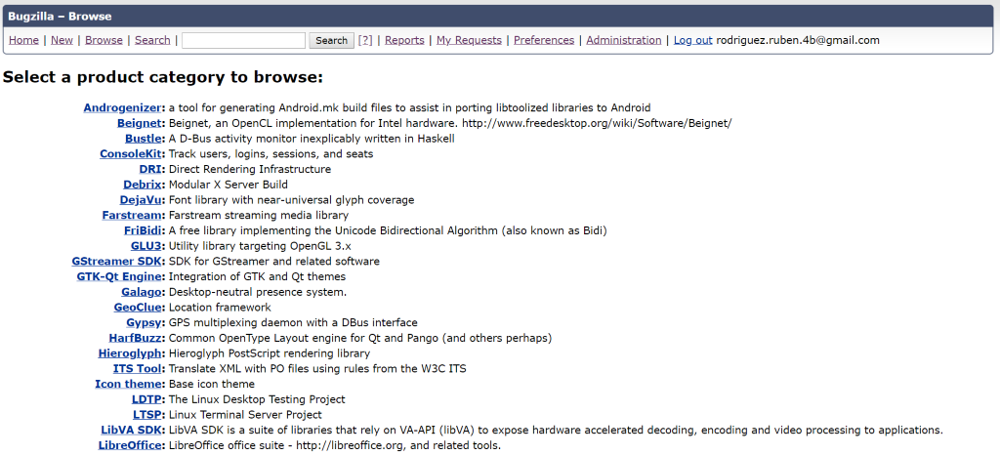 Bugzilla – Browse
Home | New | Browse | Search | Search [?] | Reports | My Requests | Preferences | Administration | Log out rodriguez.ruben.4b@gmail.com
Select a product category to browse:
Androgenizer: a tool for generating Android.mk build files to assist in porting libtoolized libraries to Android
Beignet: Beignet, an OpenCL implementation for Intel hardware. http://www.freedesktop.org/wiki/Software/Beignet/
Bustle: A D-Bus activity monitor inexplicably written in Haskell
ConsoleKit: Track users, logins, sessions, and seats
DRI: Direct Rendering Infrastructure
Debrix: Modular X Server Build
DejaVu: Font library with near-universal glyph coverage
Farstream: Farstream streaming media library
FriBidi: A free library implementing the Unicode Bidirectional Algorithm (also known as Bidi)
GLU3: Utility library targeting OpenGL 3.x
GStreamer SDK: SDK for GStreamer and related software
GTK-Qt Engine: Integration of GTK and Qt themes
Galago: Desktop-neutral presence system.
GeoClue: Location framework
Gypsy: GPS multiplexing daemon with a DBus interface
HarfBuzz: Common OpenType Layout engine for Qt and Pango (and others perhaps)
Hieroglyph: Hieroglyph PostScript rendering library
ITS Tool: Translate XML with PO files using rules from the W3C ITS
Icon theme: Base icon theme
LDTP: The Linux Desktop Testing Project
LTSP: Linux Terminal Server Project
LibVA SDK: LibVA SDK is a suite of libraries that rely on VA-API (libVA) to expose hardware accelerated decoding, encoding and video processing to applications.
LibreOffice: LibreOffice office suite - http://libreoffice.org, and related tools.